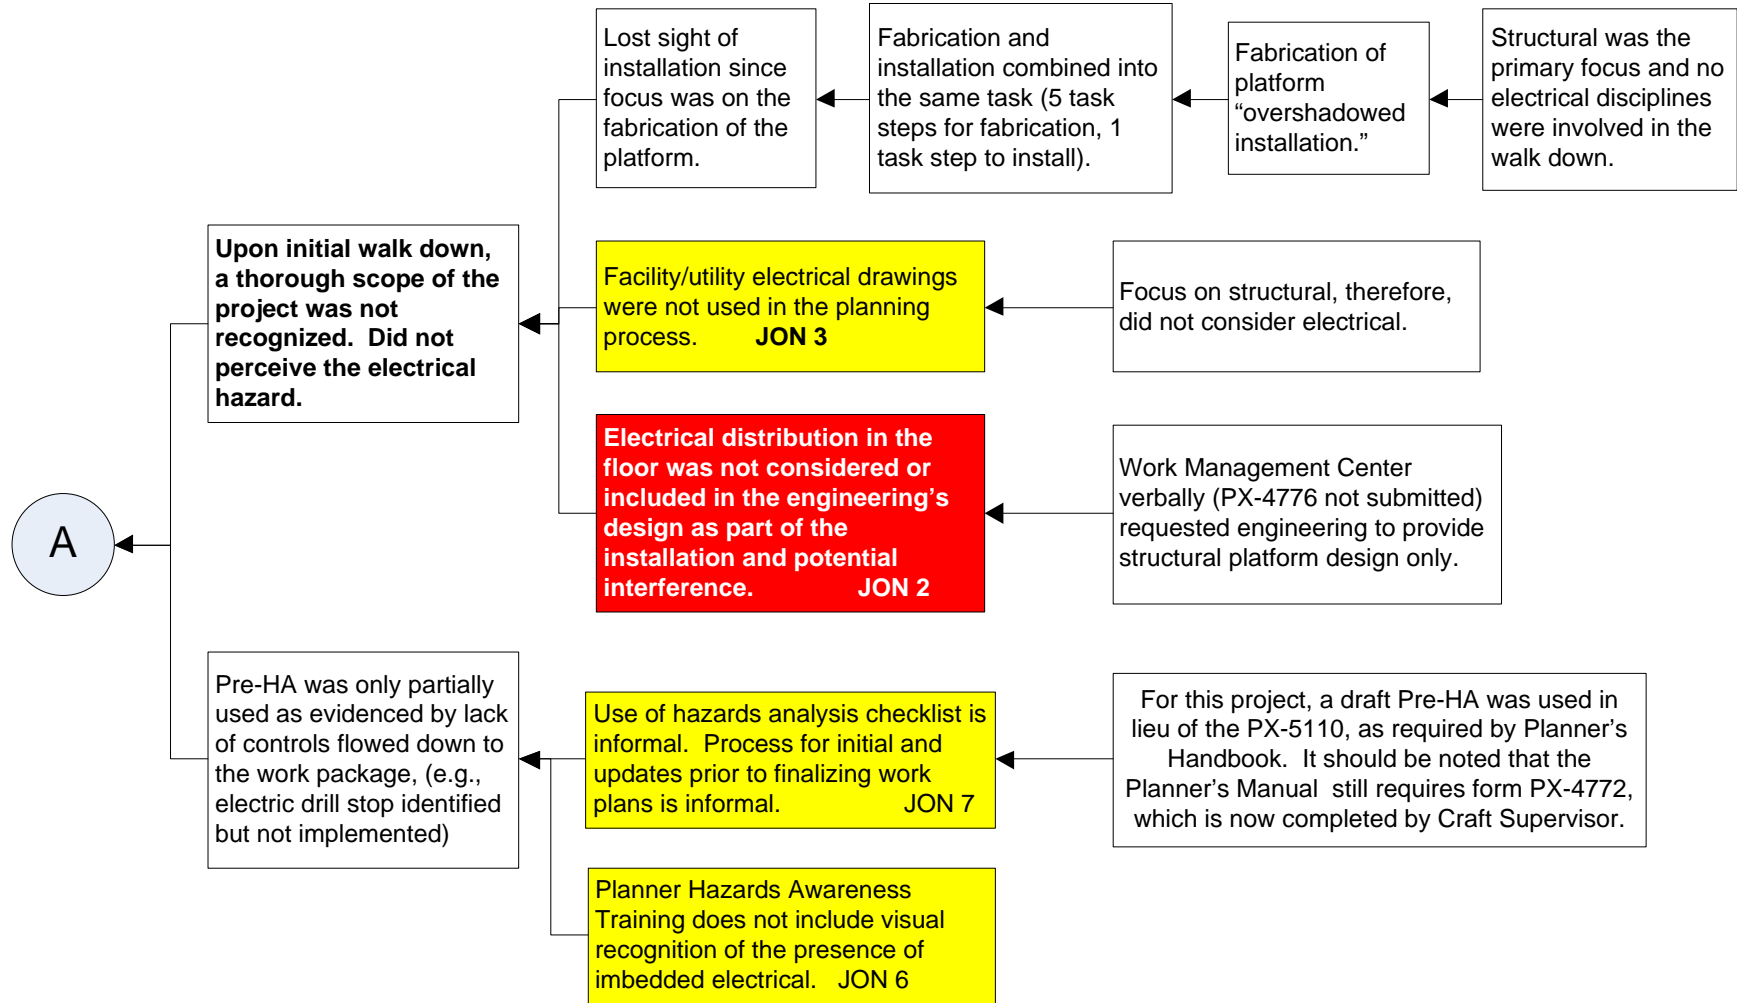 Lost sight of
installation since
focus was on the
fabrication of the
platform.
Fabrication and
installation combined into
the same task (5 task
steps for fabrication, 1
task step to install).
Fabrication of
platform
“overshadowed
installation.”
Structural was the
primary focus and no
electrical disciplines
were involved in the
walk down.
Upon initial walk down,
a thorough scope of the
project was not
recognized.  Did not
perceive the electrical
hazard.
Facility/utility electrical drawings
were not used in the planning
process. JON 3
Focus on structural, therefore,
did not consider electrical.
Electrical distribution in the
floor was not considered or
included in the engineering’s
design as part of the
installation and potential
interference. JON 2
Work Management Center
verbally (PX-4776 not submitted)
requested engineering to provide
structural platform design only.
A
Pre-HA was only partially
used as evidenced by lack
of controls flowed down to
the work package, (e.g.,
electric drill stop identified
but not implemented)
Use of hazards analysis checklist is
informal.  Process for initial and
updates prior to finalizing work
plans is informal. JON 7
For this project, a draft Pre-HA was used in
lieu of the PX-5110, as required by Planner’s
Handbook.  It should be noted that the
Planner’s Manual  still requires form PX-4772,
which is now completed by Craft Supervisor.
Planner Hazards Awareness
Training does not include visual
recognition of the presence of
imbedded electrical. JON 6